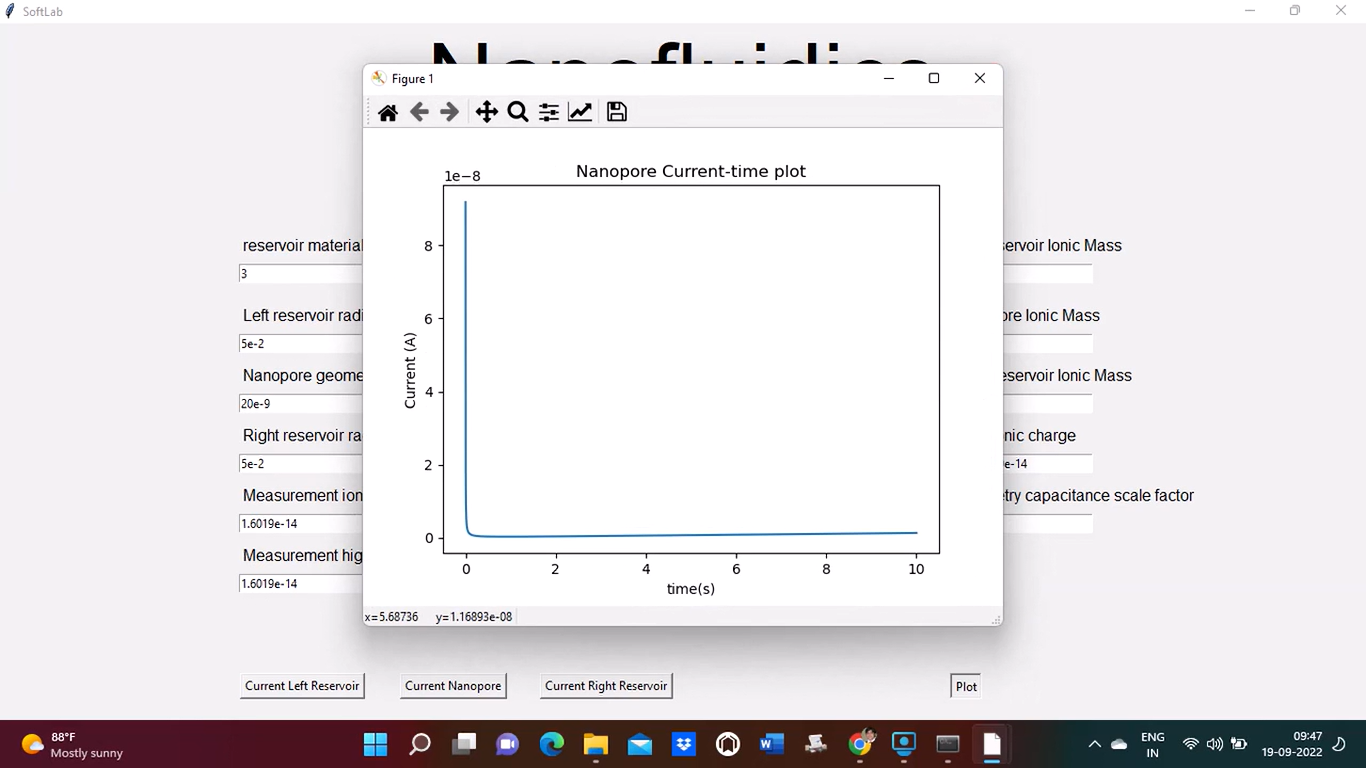 SoftLab
Nanofluidics
Figure 1
Nanopore Current-time plot
1e−8
8
6
4
2
0
Current (A)
0 2 4 6 8 10
time(s)
x=5.68736 y=1.16893e-08
reservoir material
3
Left reservoir radi
5e-2
Nanopore geome
20e-9
Right reservoir ra
5e-2
Measurement ion
1.6019e-14
Measurement hig
1.6019e-14
servoir Ionic Mass
ore Ionic Mass
eservoir Ionic Mass
nic charge
e-14
try capacitance scale factor
Current Left Reservoir
Current Nanopore
Current Right Reservoir
Plot
88°F
Mostly sunny
ENG
IN
09:47
19-09-2022